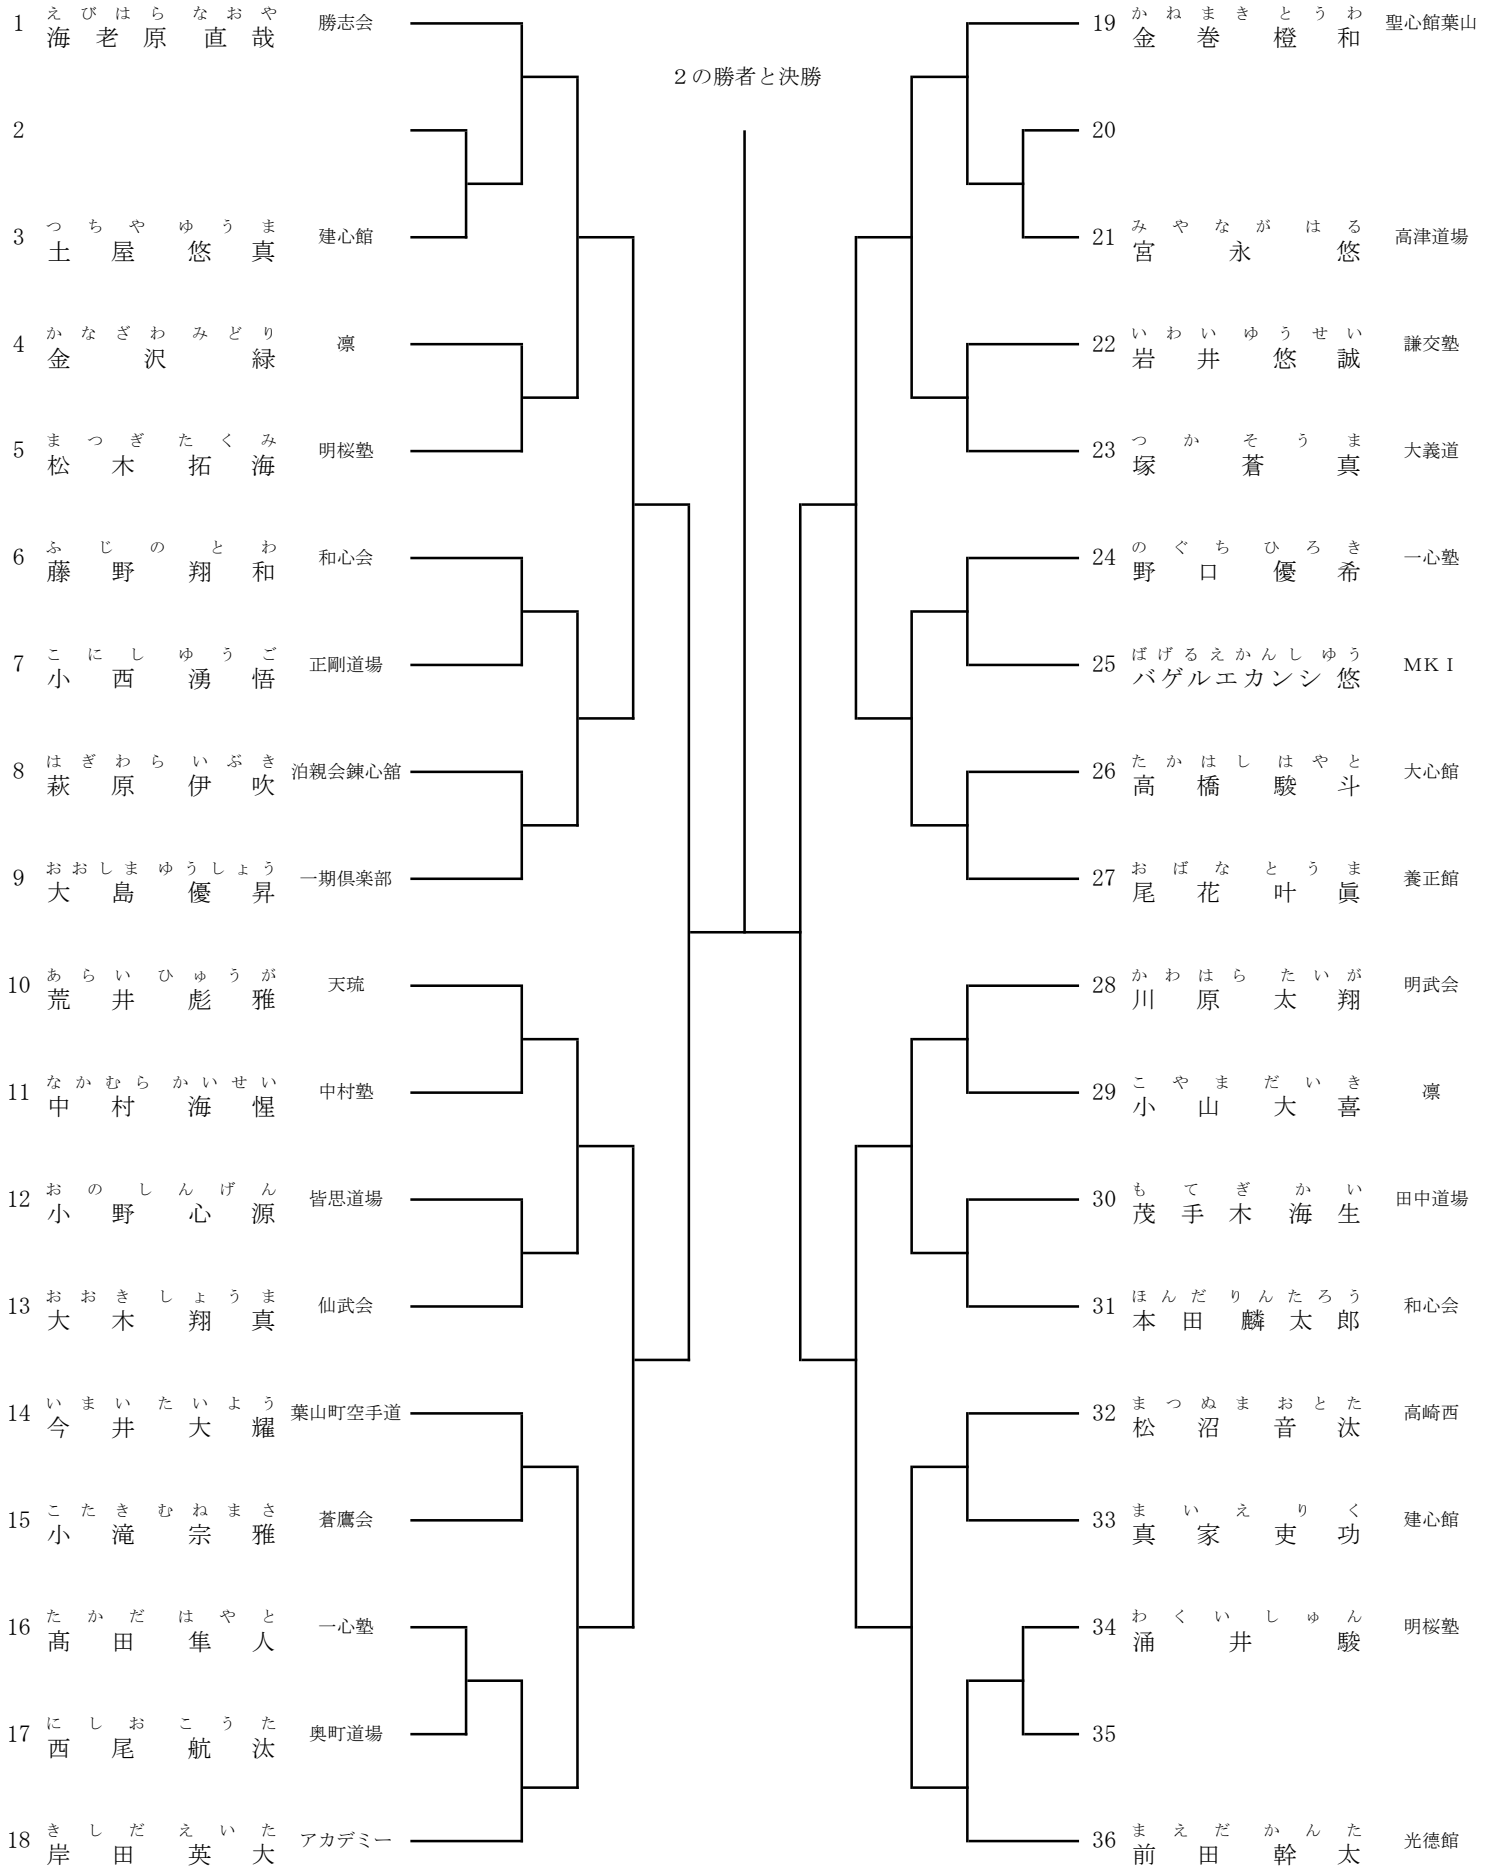 2の勝者と決勝
えびはら なおや
1 海老原 直哉 勝志会
2
つちや ゆうま
3 土屋 悠真 建心館
かなざわ みどり
4 金沢 緑 凛
まつぎ たくみ
5 松木 拓海 明桜塾
ふじの とわ
6 藤野 翔和 和心会
こにし ゆうご
7 小西 湧悟 正剛道場
はぎわら いぶき
8 萩原 伊吹 泊親会錬心舘
おおしま ゆうしょう
9 大島 優昇 一期倶楽部
あらい ひゅうが
10 荒井 彪雅 天琉
なかむら かいせい
11 中村 海惺 中村塾
おの しんげん
12 小野 心源 皆思道場
おおき しょうま
13 大木 翔真 仙武会
いまい たいよう
14 今井 大耀 葉山町空手道
こたき むねまさ
15 小滝 宗雅 蒼鷹会
たかだ はやと
16 髙田 隼人 一心塾
にしお こうた
17 西尾 航汰 奥町道場
きしだ えいた
18 岸田 英大 アカデミー
かねまき とうわ
19 金巻 橙和 聖心館葉山
20
みやなが はる
21 宮永 悠 高津道場
いわい ゆうせい
22 岩井 悠誠 謙交塾
つか そうま
23 塚 蒼真 大義道
のぐち ひろき
24 野口 優希 一心塾
ばげるえかんし ゆう
25 バゲルエカンシ 悠 MKI
たかはし はやと
26 高橋 駿斗 大心館
おばな とうま
27 尾花 叶眞 養正館
かわはら たいが
28 川原 太翔 明武会
こやま だいき
29 小山 大喜 凛
もてぎ かい
30 茂手木 海生 田中道場
ほんだ りんたろう
31 本田 麟太郎 和心会
まつぬま おとた
32 松沼 音汰 高崎西
まいえ りく
33 真家 吏功 建心館
わくい しゅん
34 涌井 駿 明桜塾
35
まえだ かんた
36 前田 幹太 光德館